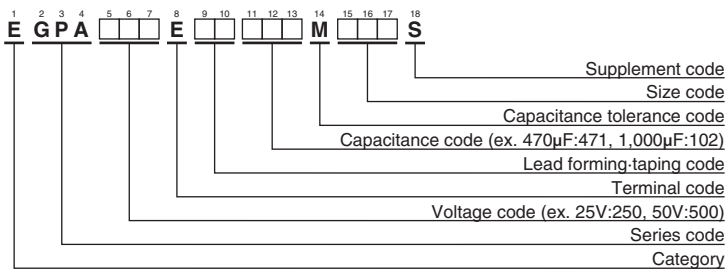 1 2 3 4 5 6 7 8 9 10 11 12 13 14 15 16 17 18
E G P A E M S
Supplement code
Size code
Capacitance tolerance code
Capacitance code (ex. 470µF:471, 1,000µF:102)
Lead forming·taping code
Terminal code
Voltage code (ex. 25V:250, 50V:500)
Series code
Category